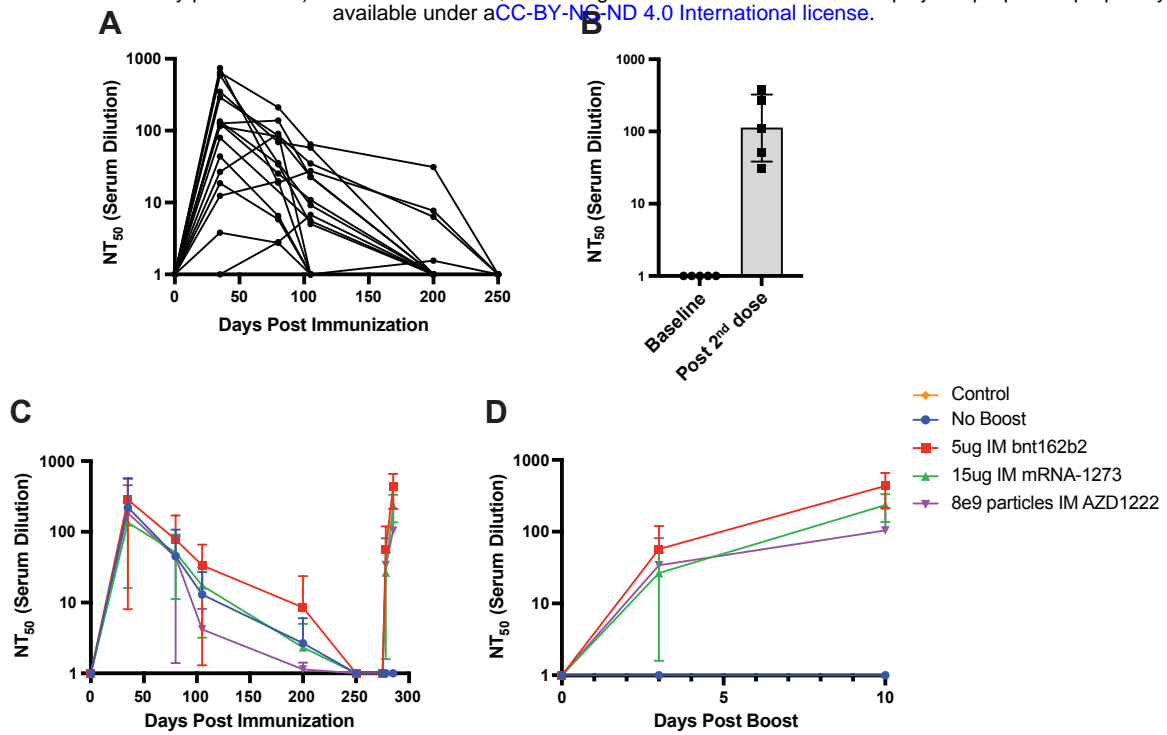 available under aCC-BY-NC-ND 4.0 International license.
A
1000
100
10
1
NT50 (Serum Dilution)
0 50 100 150 200 250
Days Post Immunization
B
1000
100
10
1
NT50 (Serum Dilution)
Baseline
Post 2nd dose
C
1000
100
10
1
NT50 (Serum Dilution)
0 50 100 150 200 250 300
Days Post Immunization
D
1000
100
10
1
NT50 (Serum Dilution)
0 5 10
Days Post Boost
Control
No Boost
5ug IM bnt162b2
15ug IM mRNA-1273
8e9 particles IM AZD1222